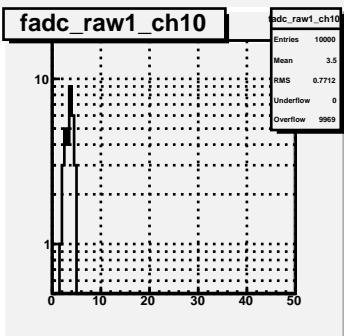 fadc_raw1_ch10
fadc_raw1_ch10
Entries 10000
Mean 3.5
RMS 0.7712
Underflow 0
Overflow 9969
10
1
0 10 20 30 40 50